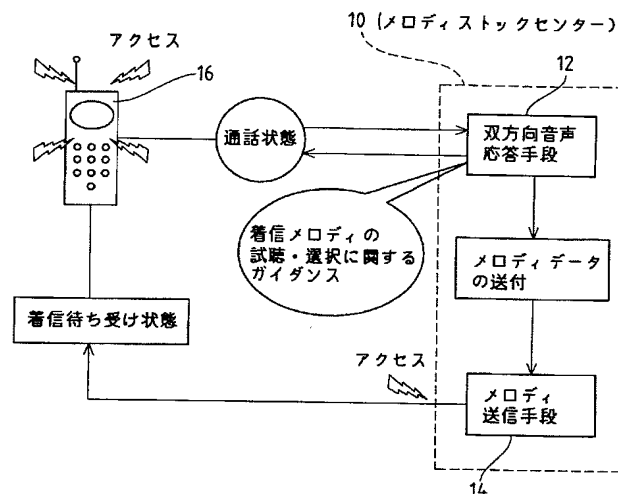 10 (メロディストックセンター)
アクセス
16
12
通話状態
双方向音声
応答手段
着信メロディの
試聴・選択に関する
ガイダンス
メロディデータ
の送付
着信待ち受け状態
アクセス
メロディ
送信手段
14